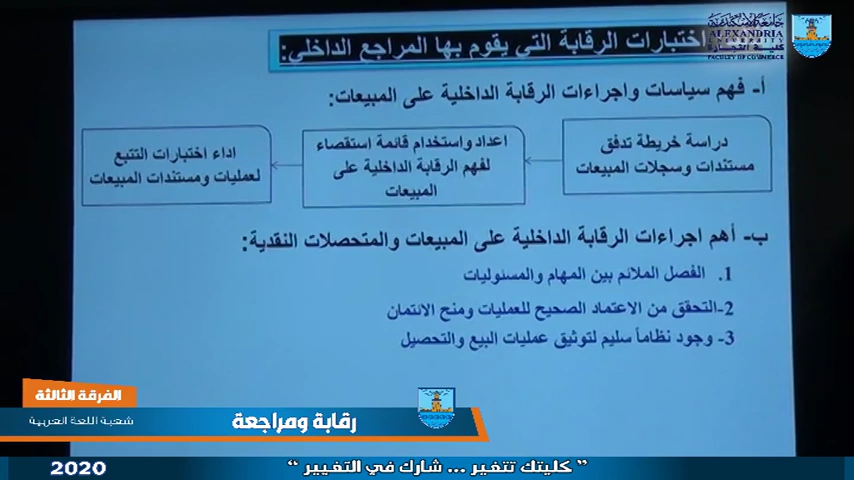 اختبارات الرقابة التى يقوم بها المراجع الداخلى:
جامعة الإسكندرية
ALEXANDRIA
UNIVERSITY
كلية التجارة
FACULTY OF COMMERCE
أ- فهم سياسات واجراءات الرقابة الداخلية على المبيعات:
دراسة خريطة تدفق
مستندات وسجلات المبيعات
اعداد واستخدام قائمة استقصاء
لفهم الرقابة الداخلية على
المبيعات
اداء اختبارات التتبع
لعمليات ومستندات المبيعات
ب- أهم اجراءات الرقابة الداخلية على المبيعات والمتحصلات النقدية:
1. الفصل الملائم بين المهام والمسئوليات
2-التحقق من الاعتماد الصحيح للعمليات ومنح الائتمان
3- وجود نظاماً سليم لتوثيق عمليات البيع والتحصيل
الفرقة الثالثة
شعبة اللغة العربية
رقابة ومراجعة
2020
” كليتك تتغير ... شارك في التغيير “